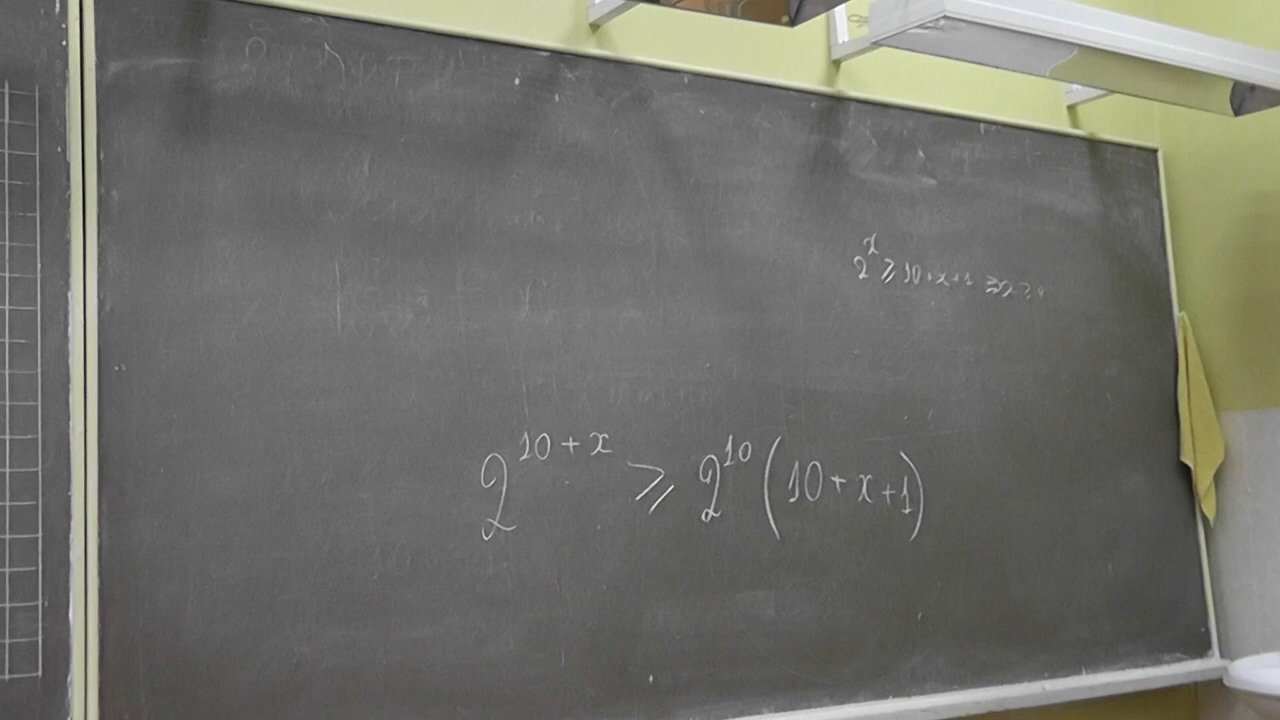 2^x ⩾ 10+x+1
2^{10+x} ⩾ 2^{10} (10+x+1)